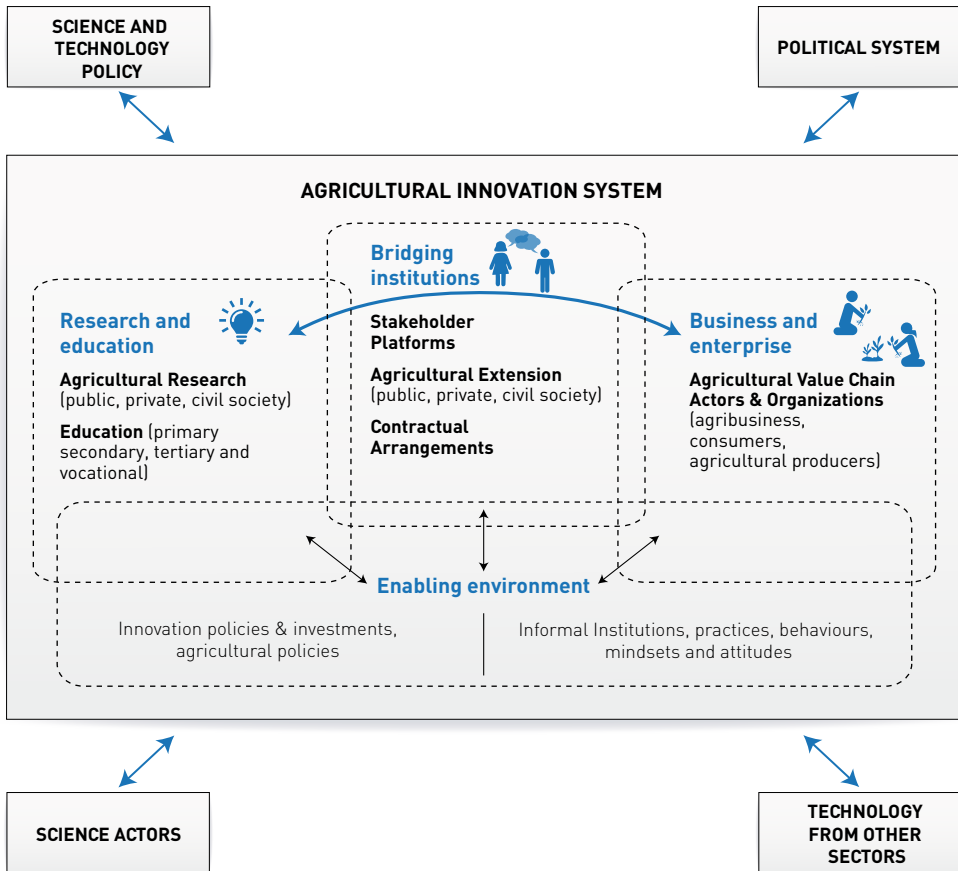 SCIENCE AND
TECHNOLOGY
POLICY
POLITICAL SYSTEM
AGRICULTURAL INNOVATION SYSTEM
Bridging
institutions
Research and
education
Agricultural Research
(public, private, civil society)
Education (primary
secondary, tertiary and
vocational)
Stakeholder
Platforms
Agricultural Extension
(public, private, civil society)
Contractual
Arrangements
Business and
enterprise
Agricultural Value Chain
Actors & Organizations
(agribusiness,
consumers,
agricultural producers)
Enabling environment
Innovation policies & investments,
agricultural policies
Informal Institutions, practices, behaviours,
mindsets and attitudes
SCIENCE ACTORS
TECHNOLOGY
FROM OTHER
SECTORS